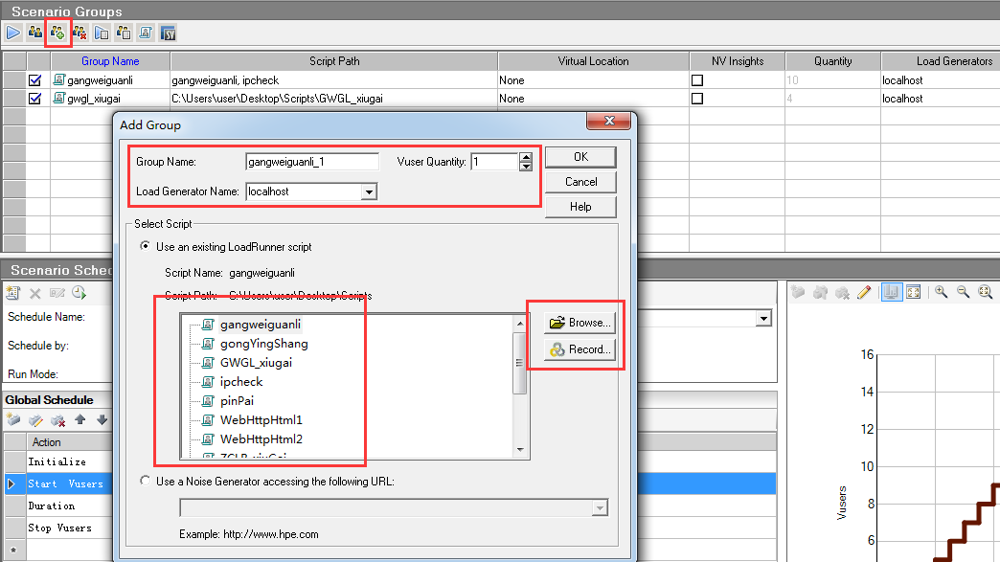 Scenario Groups
Group Name Script Path Virtual Location NV Insights Quantity Load Generators
gangweiguanli gangweiguanli, ipcheck None 10 localhost
gwgl_xiugai C:\Users\user\Desktop\Scripts\GWGL_xiugai None 4 localhost
Add Group
Group Name: gangweiguanli_1 Vuser Quantity: 1 OK
Load Generator Name: localhost Cancel
Help
Select Script
Use an existing LoadRunner script
Script Name: gangweiguanli
Script Path: C:\Users\user\Desktop\Scripts
gangweiguanli
gongYingShang
GWGL_xiugai
ipcheck
pinPai
WebHttpHtml1
WebHttpHtml2
Browse...
Record...
Use a Noise Generator accessing the following URL:
Example: http://www.hpe.com
Schedule Name:
Schedule by:
Run Mode:
Global Schedule
Action
Initialize
Start Vusers
Duration
Stop Vusers
Vusers
16
14
12
10
8
6